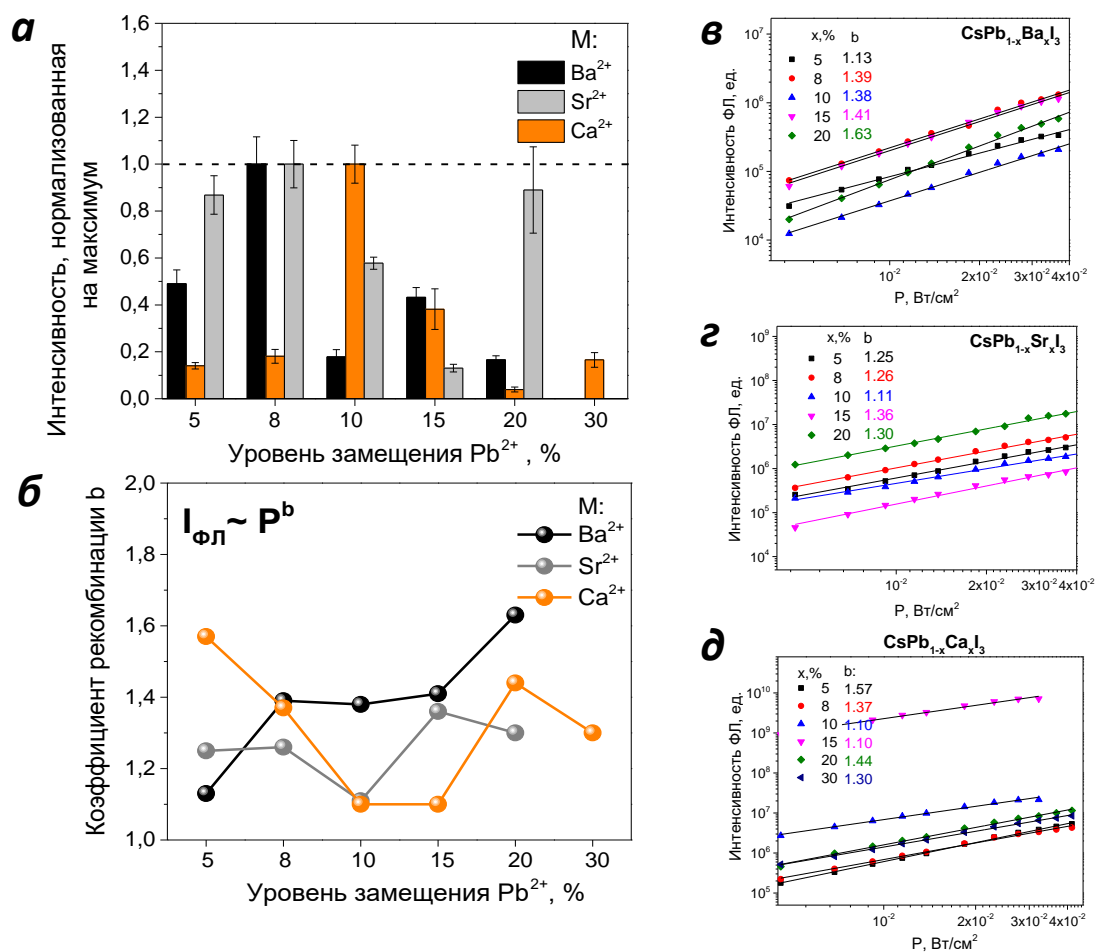 а
Интенсивность, нормализованная
на максимум
1,6
1,4
1,2
1,0
0,8
0,6
0,4
0,2
0,0
M:
Ba²⁺
Sr²⁺
Ca²⁺
5 8 10 15 20 30
Уровень замещения Pb²⁺ , %
б
Коэффициент рекомбинации b
2,0
1,8
1,6
1,4
1,2
1,0
IФЛ~ Pᵇ
M:
Ba²⁺
Sr²⁺
Ca²⁺
5 8 10 15 20 30
Уровень замещения Pb²⁺, %
в
Интенсивность ФЛ, ед.
10⁷
10⁶
10⁵
10⁴
x,% b
5 1.13
8 1.39
10 1.38
15 1.41
20 1.63
CsPb₁₋ₓBaₓI₃
10⁻² 2x10⁻² 3x10⁻² 4x10⁻²
P, Вт/см²
г
Интенсивность ФЛ, ед.
10⁹
10⁸
10⁷
10⁶
10⁵
10⁴
x,% b
5 1.25
8 1.26
10 1.11
15 1.36
20 1.30
CsPb₁₋ₓSrₓI₃
10⁻² 2x10⁻² 3x10⁻² 4x10⁻²
P, Вт/см²
д
CsPb₁₋ₓCaₓI₃
Интенсивность ФЛ, ед.
10¹⁰
10⁹
10⁸
10⁷
10⁶
10⁵
x,% b:
5 1.57
8 1.37
10 1.10
15 1.10
20 1.44
30 1.30
10⁻² 2x10⁻² 3x10⁻² 4x10⁻²
P, Вт/см²